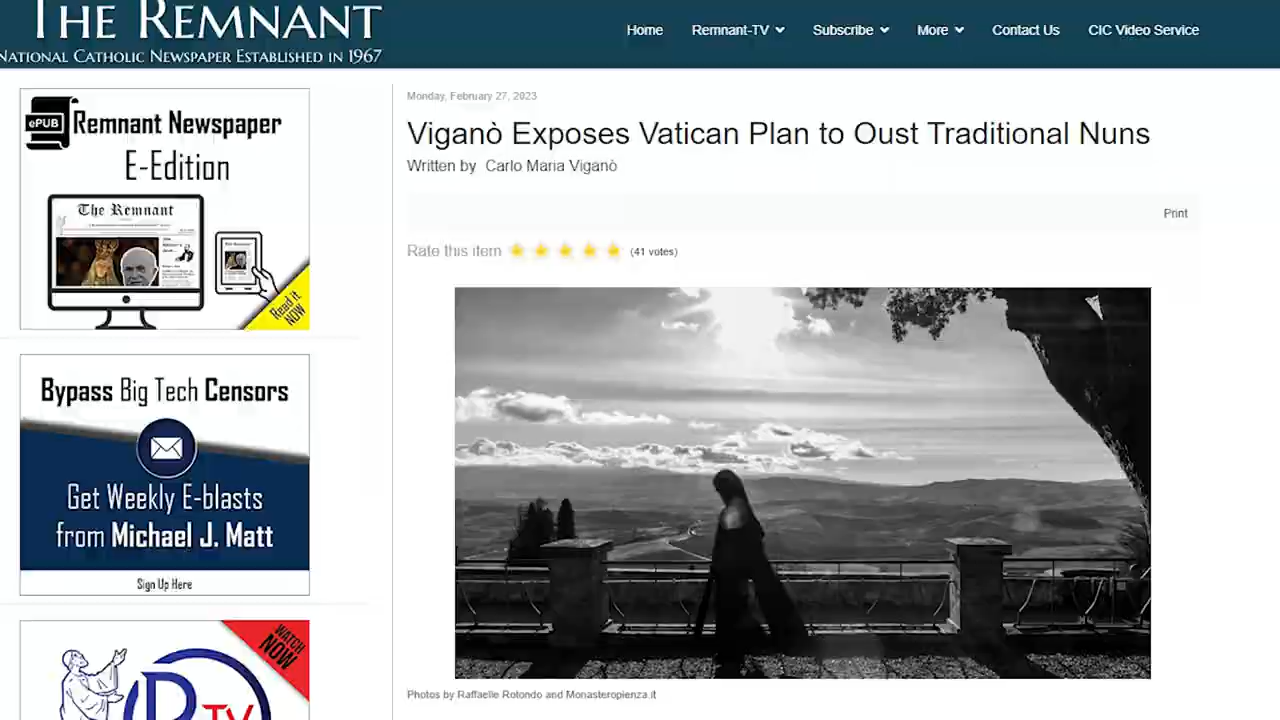 THE REMNANT
NATIONAL CATHOLIC NEWSPAPER ESTABLISHED IN 1967
Home Remnant-TV Subscribe More Contact Us CIC Video Service
ePUB Remnant Newspaper
E-Edition
The Remnant
Read it NOW
Bypass Big Tech Censors
Get Weekly E-blasts
from Michael J. Matt
Sign Up Here
WATCH NOW
R TV
Monday, February 27, 2023
Viganò Exposes Vatican Plan to Oust Traditional Nuns
Written by Carlo Maria Viganò
Print
Rate this item (41 votes)
Photos by Raffaelle Rotondo and Monasteropienza.it